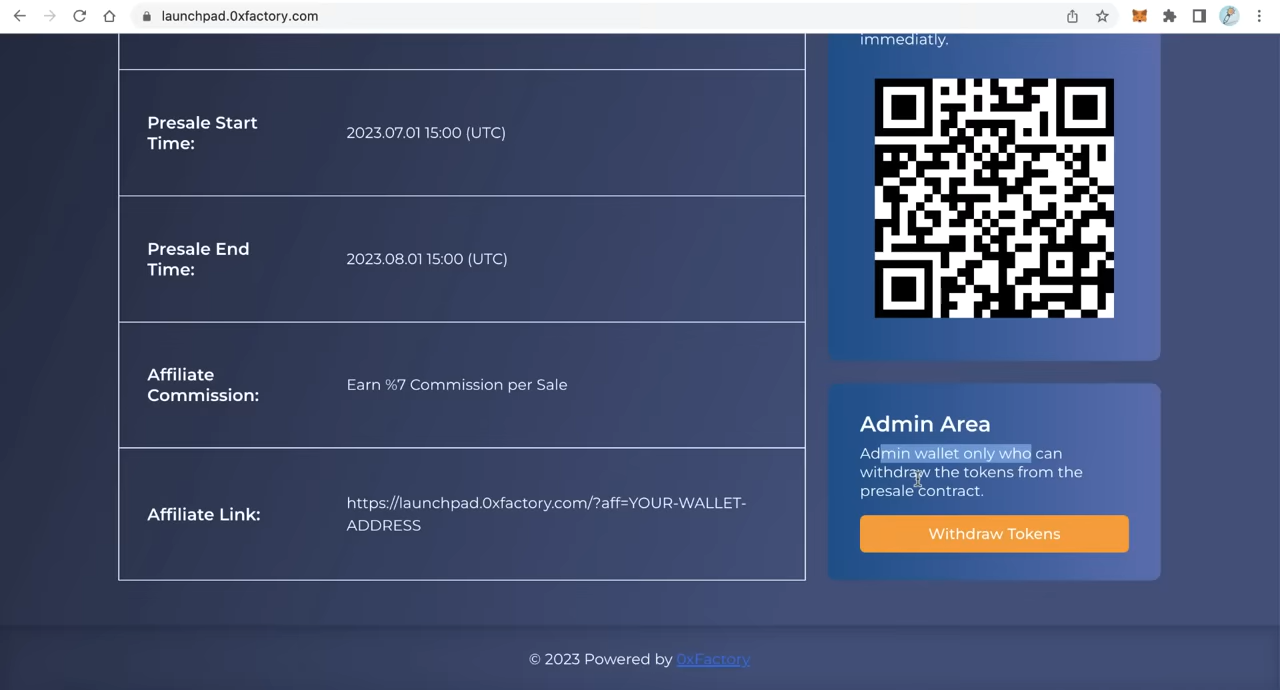 launchpad.0xfactory.com
immediatly.
Presale Start
Time:
2023.07.01 15:00 (UTC)
Presale End
Time:
2023.08.01 15:00 (UTC)
Affiliate
Commission:
Earn %7 Commission per Sale
Affiliate Link:
https://launchpad.0xfactory.com/?aff=YOUR-WALLET-
ADDRESS
Admin Area
Admin wallet only who can
withdraw the tokens from the
presale contract.
Withdraw Tokens
© 2023 Powered by 0xFactory